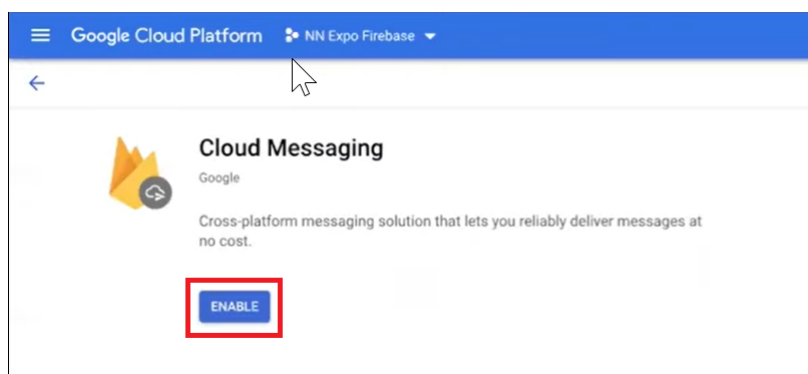 Google Cloud Platform NN Expo Firebase
Cloud Messaging
Google
Cross-platform messaging solution that lets you reliably deliver messages at
no cost.
ENABLE